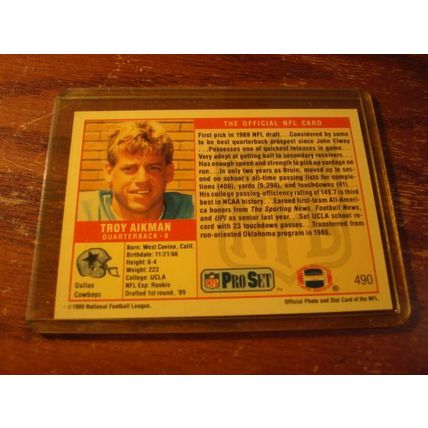 THE OFFICIAL NFL CARD
First pick in 1989 NFL draft. . .Considered by some
to be best quarterback prospect since John Elway
. . .Possesses one of quickest releases in game. . .
Very adept at getting ball to secondary receivers. . .
Has enough speed and strength to pick up yardage on
run. . .In only two years as Bruin, moved up to sec-
ond on school's all-time passing lists for comple-
tions (406), yards (5,294), and touchdowns (41). . .
His passing-efficiency rating of 149.7 is third best
in NCAA history. . .Earned first-team All-Ameri-
ca honors from The Sporting News, Football News,
and UPI as senior last year. . .Set UCLA school record
with 23 touchdown passes. . .Transferred from
run-oriented Oklahoma program in 1986.
TROY AIKMAN
QUARTERBACK • 8
Born: West Covina, Calif.
Birthdate: 11/21/66
Height: 6-4
Weight: 223
College: UCLA
NFL Exp: Rookie
Drafted 1st round, '89
Dallas
Cowboys
NFL PRO SET TM
490
© 1989 National Football League.
Official Photo and Stat Card of the NFL.